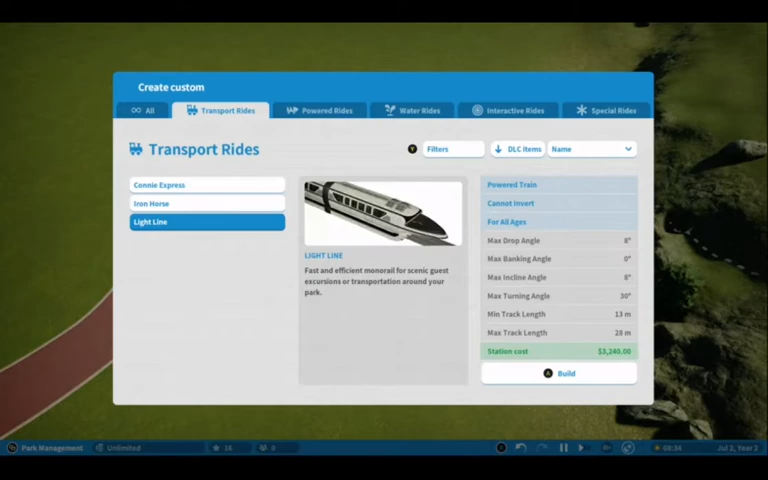 Create custom
All
Transport Rides
Powered Rides
Water Rides
Interactive Rides
Special Rides
Transport Rides
Y
Filters
DLC items
Name
Connie Express
Iron Horse
Light Line
LIGHT LINE
Fast and efficient monorail for scenic guest
excursions or transportation around your
park.
Powered Train
Cannot Invert
For All Ages
Max Drop Angle 8°
Max Banking Angle 0°
Max Incline Angle 8°
Max Turning Angle 30°
Min Track Length 13 m
Max Track Length 28 m
Station cost $3,240.00
A Build
Park Management
Unlimited
16
0
08:34
Jul 2, Year 2